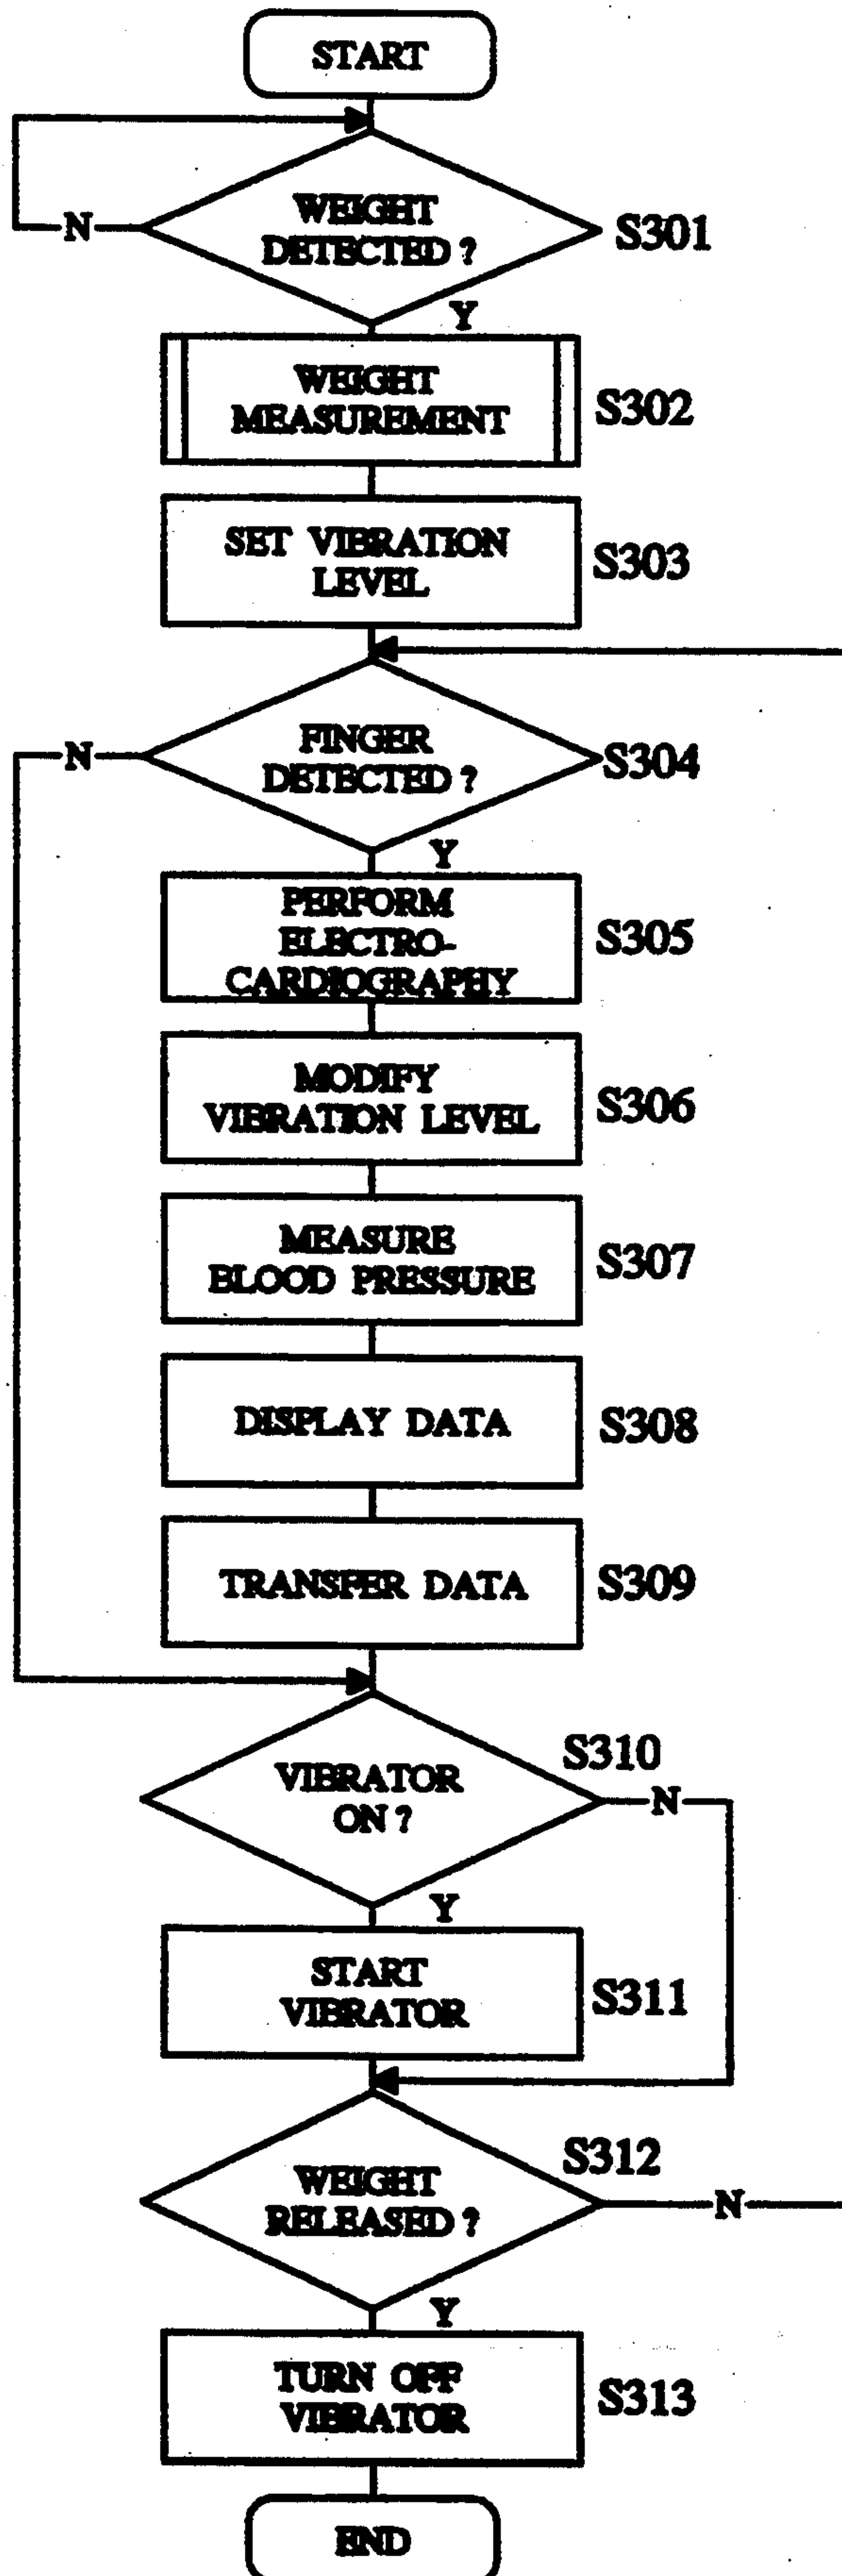 START
WEIGHT
DETECTED ?
S301
N
Y
WEIGHT
MEASUREMENT
S302
SET VIBRATION
LEVEL
S303
FINGER
DETECTED ?
S304
N
Y
PERFORM
ELECTRO-
CARDIOGRAPHY
S305
MODIFY
VIBRATION LEVEL
S306
MEASURE
BLOOD PRESSURE
S307
DISPLAY DATA
S308
TRANSFER DATA
S309
VIBRATOR
ON ?
S310
N
Y
START
VIBRATOR
S311
WEIGHT
RELEASED ?
S312
N
Y
TURN OFF
VIBRATOR
S313
END